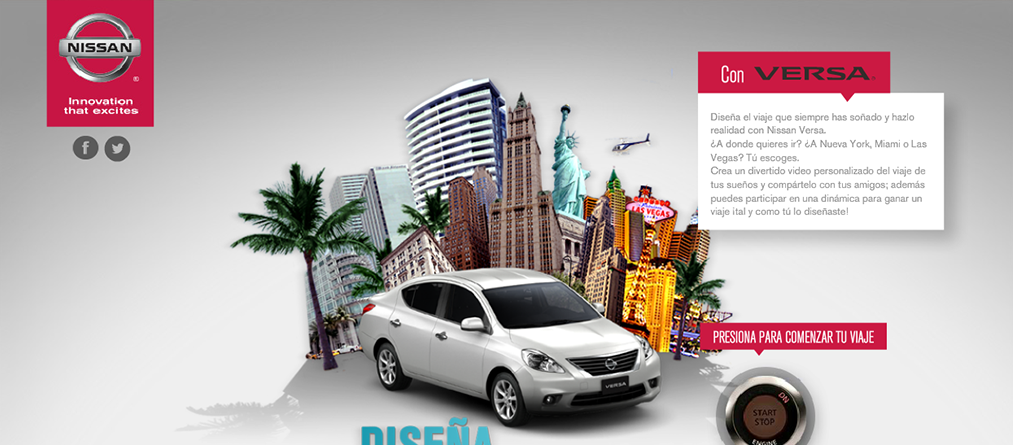 NISSAN
®
Innovation
that excites
f
Con VERSA®
Diseña el viaje que siempre has soñado y hazlo
realidad con Nissan Versa.
¿A donde quieres ir? ¿A Nueva York, Miami o Las
Vegas? Tú escoges.
Crea un divertido video personalizado del viaje de
tus sueños y compártelo con tus amigos; además
puedes participar en una dinámica para ganar un
viaje ¡tal y como tú lo diseñaste!
LAS VEGAS
VERSA
PRESIONA PARA COMENZAR TU VIAJE
ON
START
STOP
ENGINE
DISEÑA